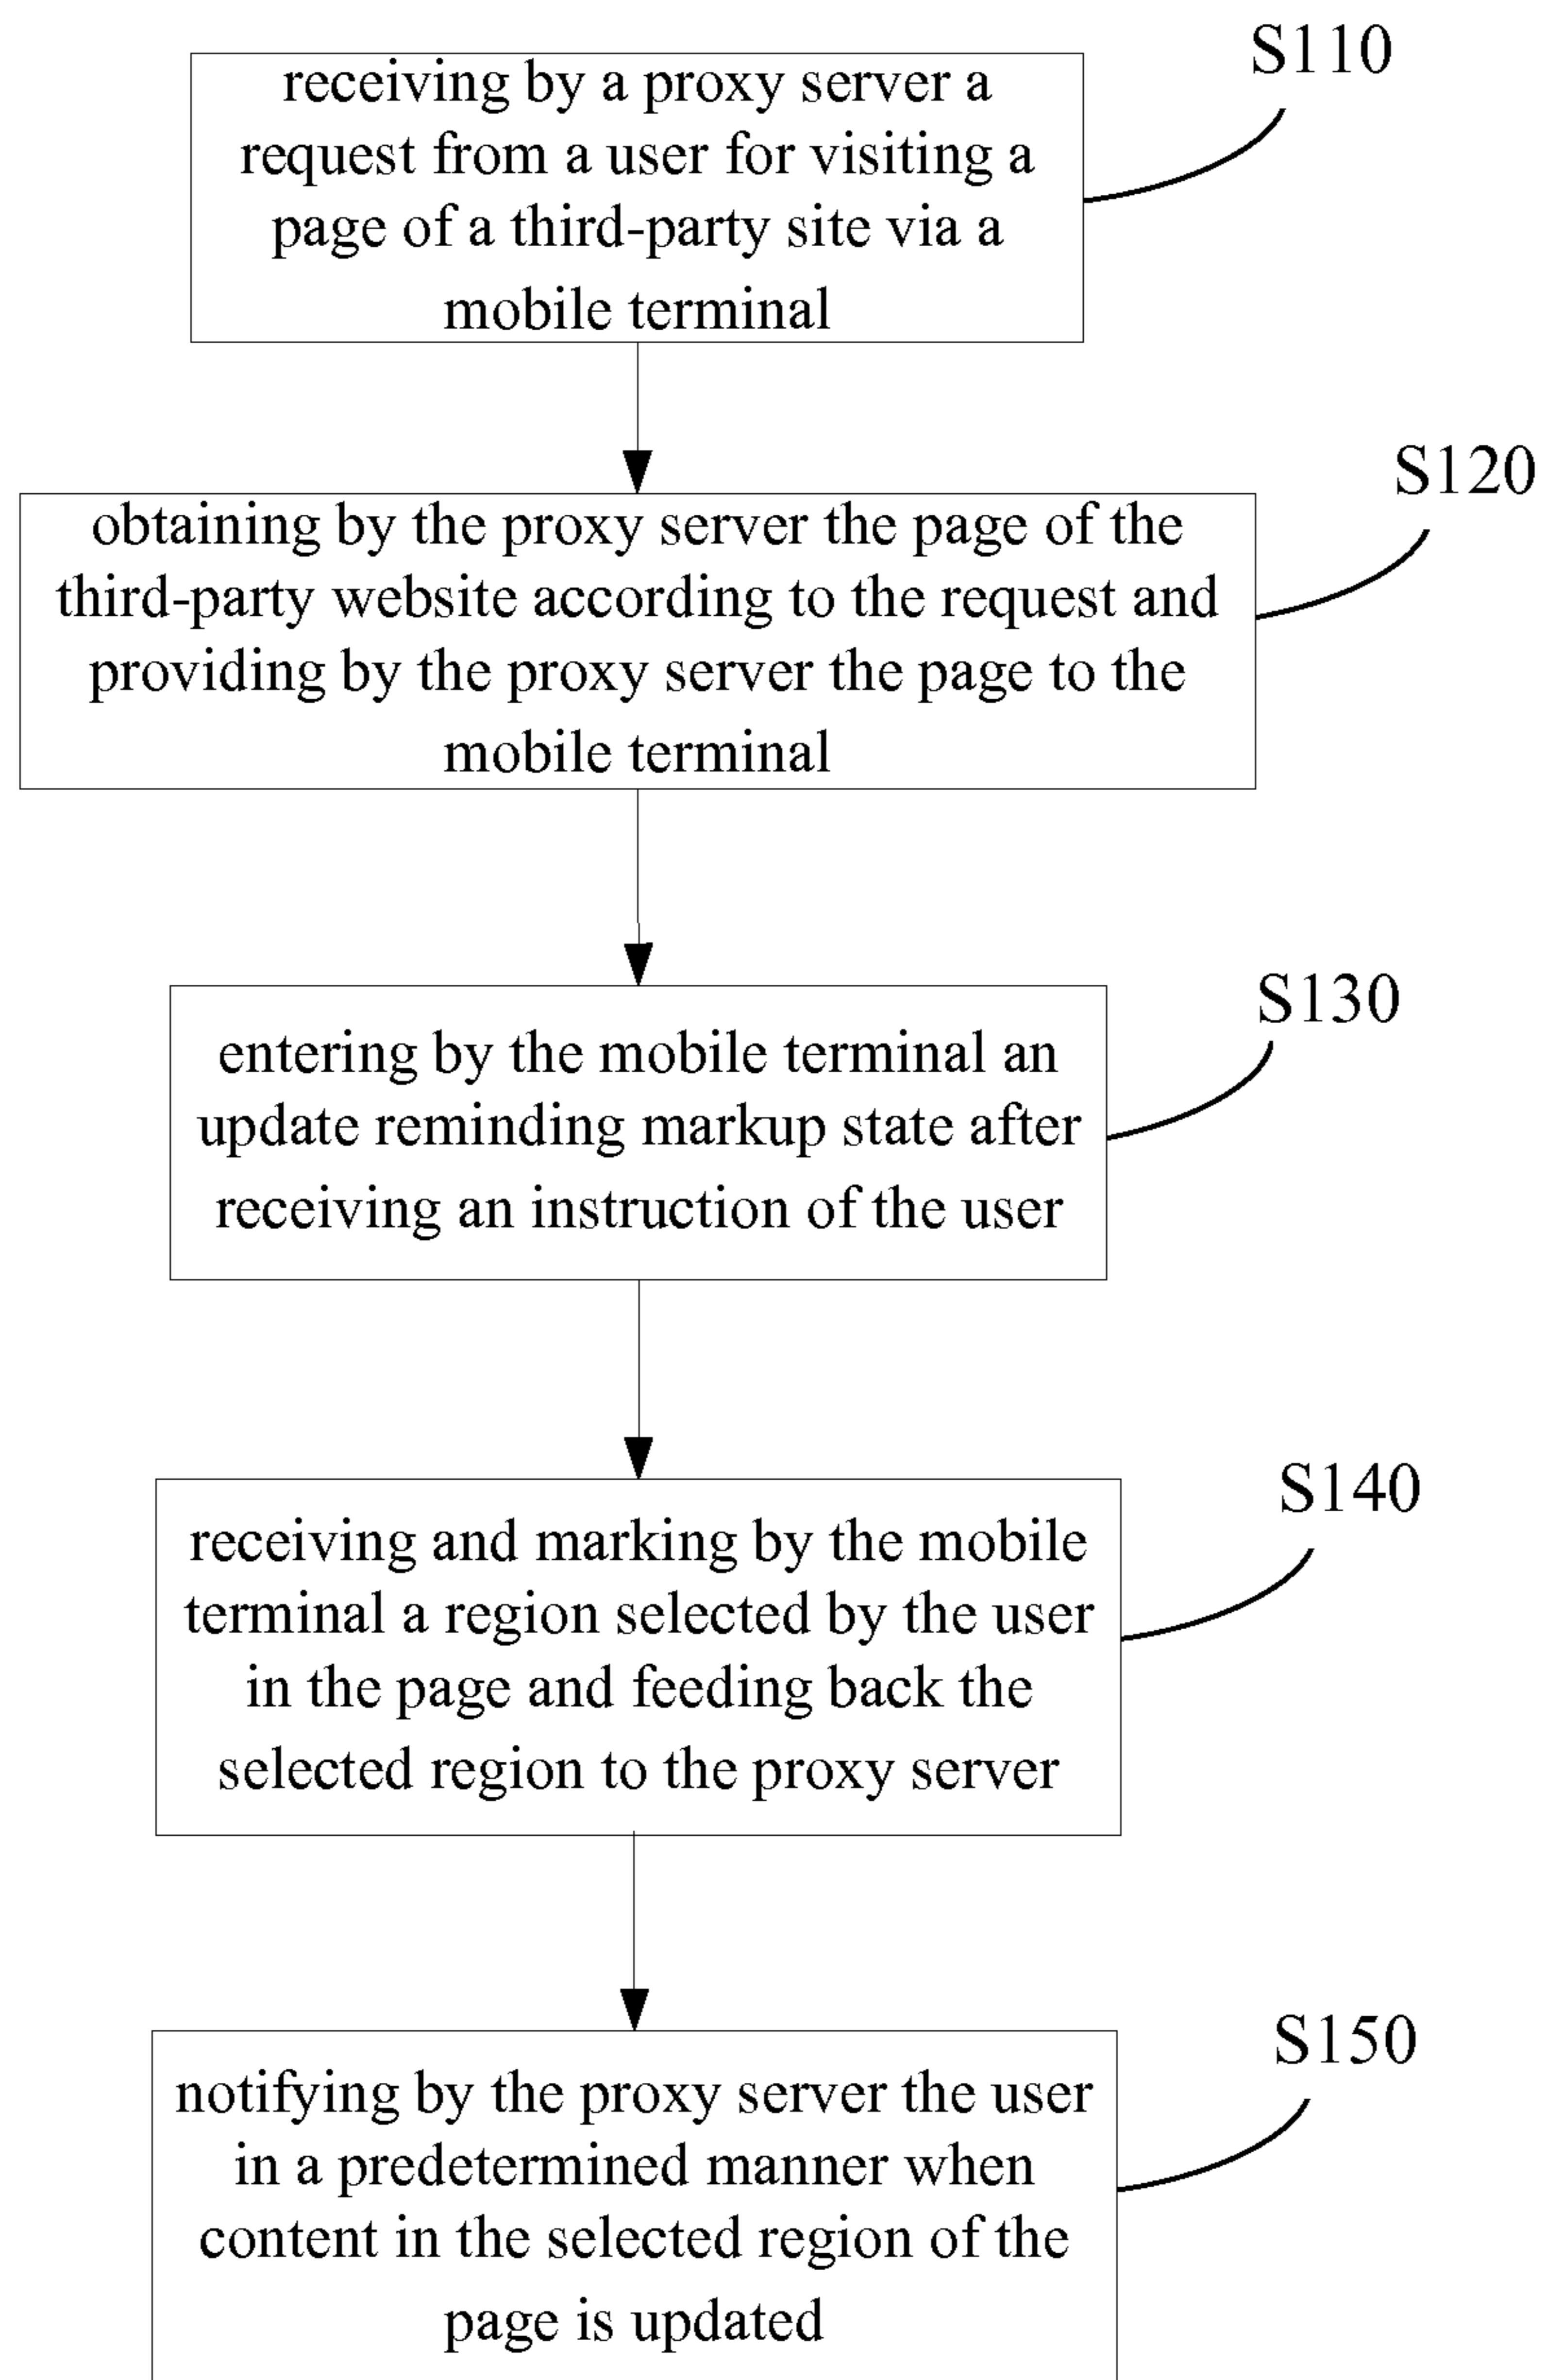 S110
receiving by a proxy server a
request from a user for visiting a
page of a third-party site via a
mobile terminal
S120
obtaining by the proxy server the page of the
third-party website according to the request and
providing by the proxy server the page to the
mobile terminal
S130
entering by the mobile terminal an
update reminding markup state after
receiving an instruction of the user
S140
receiving and marking by the mobile
terminal a region selected by the user
in the page and feeding back the
selected region to the proxy server
S150
notifying by the proxy server the user
in a predetermined manner when
content in the selected region of the
page is updated